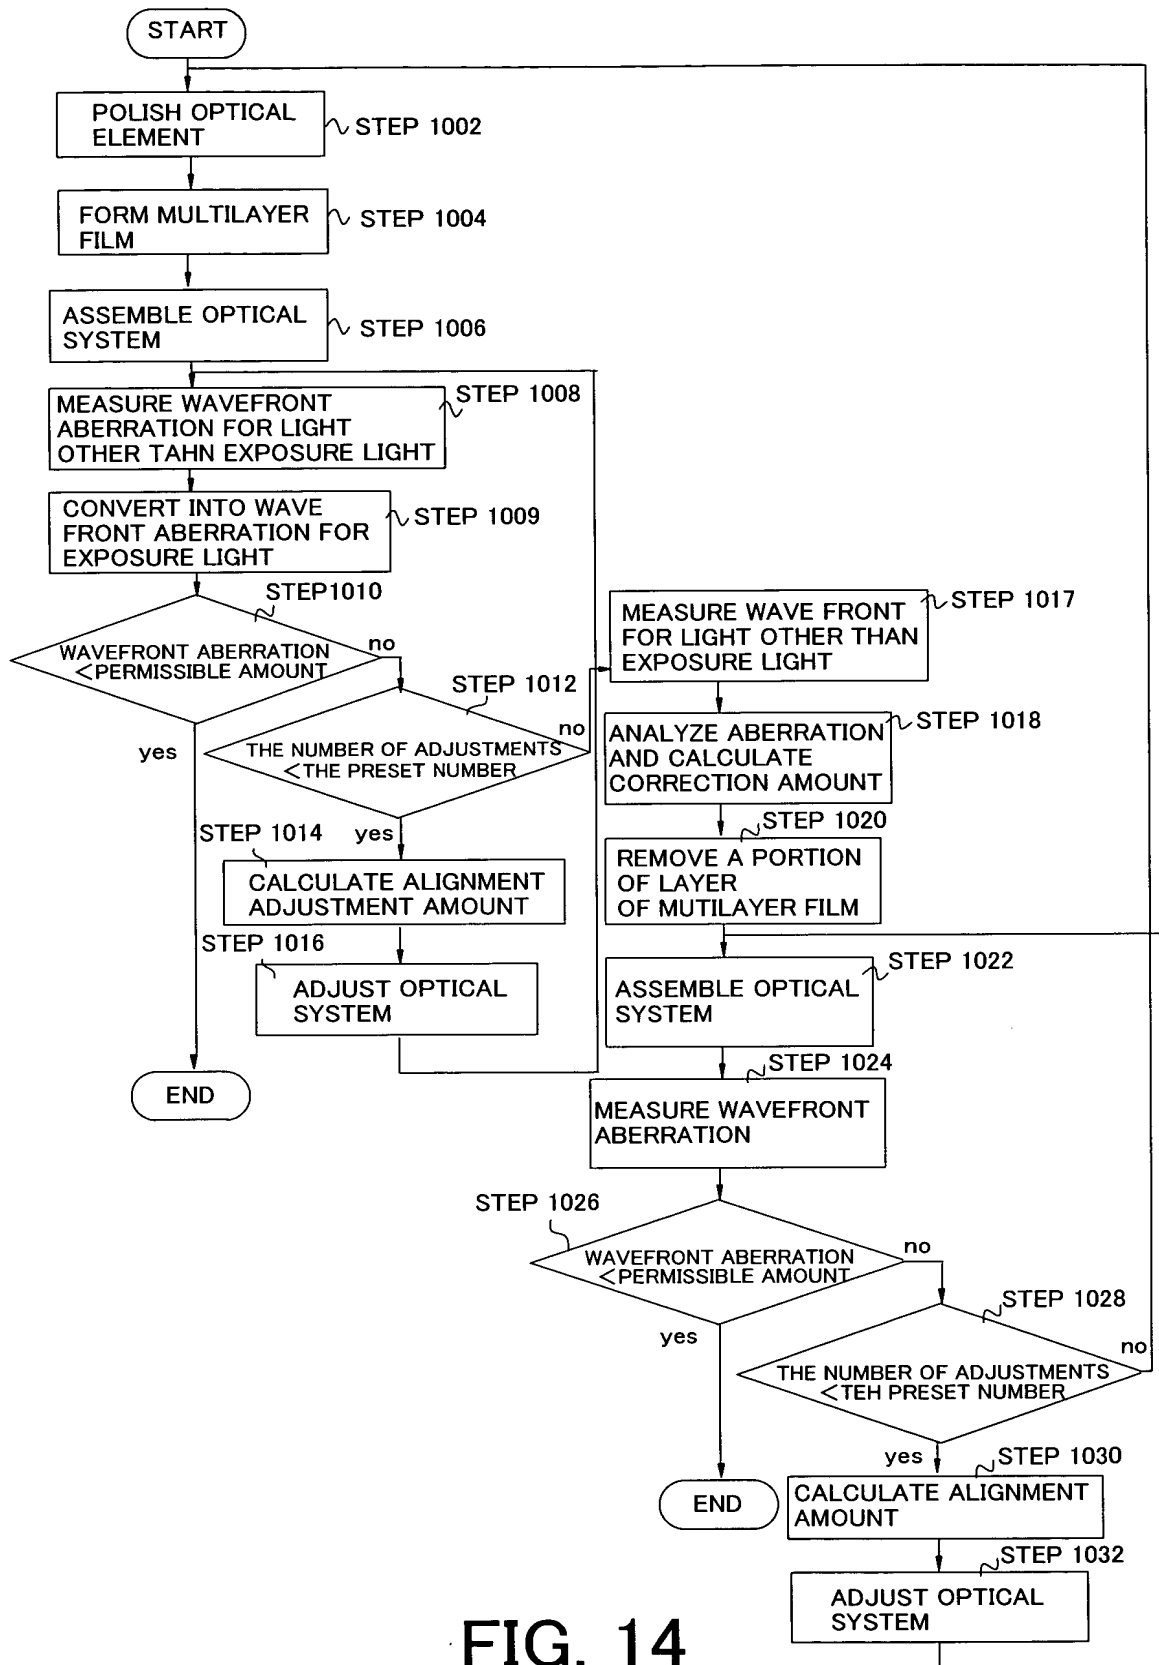 START
POLISH OPTICAL
ELEMENT
STEP 1002
FORM MULTILAYER
FILM
STEP 1004
ASSEMBLE OPTICAL
SYSTEM
STEP 1006
MEASURE WAVEFRONT
ABERRATION FOR LIGHT
OTHER TAHN EXPOSURE LIGHT
STEP 1008
CONVERT INTO WAVE
FRONT ABERRATION FOR
EXPOSURE LIGHT
STEP 1009
STEP1010
WAVEFRONT ABERRATION
<PERMISSIBLE AMOUNT
no
yes
STEP 1012
THE NUMBER OF ADJUSTMENTS
<THE PRESET NUMBER
no
yes
STEP 1014
CALCULATE ALIGNMENT
ADJUSTMENT AMOUNT
STEP 1016
ADJUST OPTICAL
SYSTEM
END
MEASURE WAVE FRONT
FOR LIGHT OTHER THAN
EXPOSURE LIGHT
STEP 1017
ANALYZE ABERRATION
AND CALCULATE
CORRECTION AMOUNT
STEP 1018
STEP 1020
REMOVE A PORTION
OF LAYER
OF MUTILAYER FILM
ASSEMBLE OPTICAL
SYSTEM
STEP 1022
STEP 1024
MEASURE WAVEFRONT
ABERRATION
STEP 1026
WAVEFRONT ABERRATION
<PERMISSIBLE AMOUNT
no
yes
STEP 1028
THE NUMBER OF ADJUSTMENTS
<TEH PRESET NUMBER
no
yes
END
STEP 1030
CALCULATE ALIGNMENT
AMOUNT
STEP 1032
ADJUST OPTICAL
SYSTEM
FIG. 14